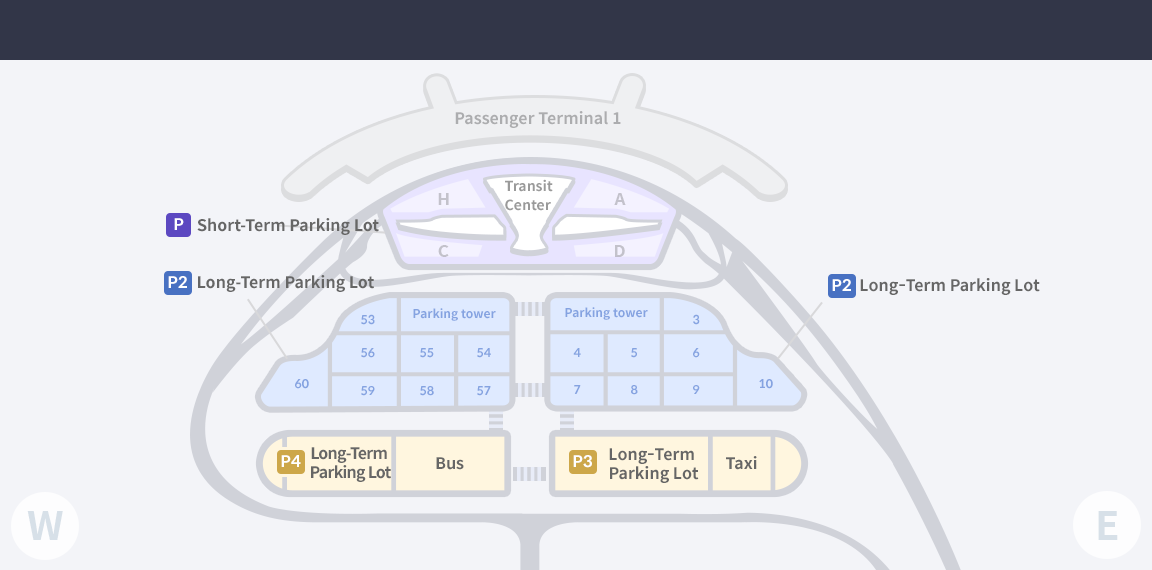 Passenger Terminal 1
Transit
Center
H
A
C
D
P Short-Term Parking Lot
P2 Long-Term Parking Lot
P2 Long-Term Parking Lot
53
Parking tower
56
55
54
60
59
58
57
Parking tower
3
4
5
6
7
8
9
10
P4 Long-Term
Parking Lot
Bus
P3 Long-Term
Parking Lot
Taxi
W
E